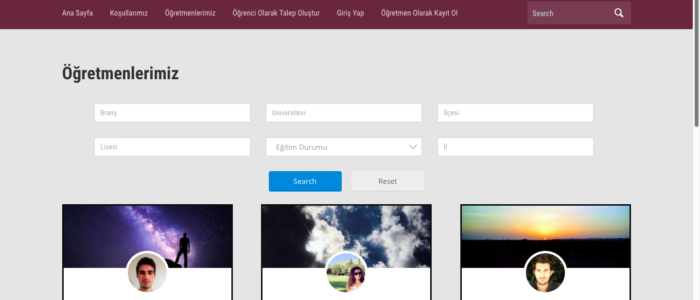 Ana Sayfa Koşullarımız Öğretmenlerimiz Öğrenci Olarak Talep Oluştur Giriş Yap Öğretmen Olarak Kayıt Ol Search
Öğretmenlerimiz
Branş Universitesi İlçesi
Lisesi Eğitim Durumu İl
Search Reset